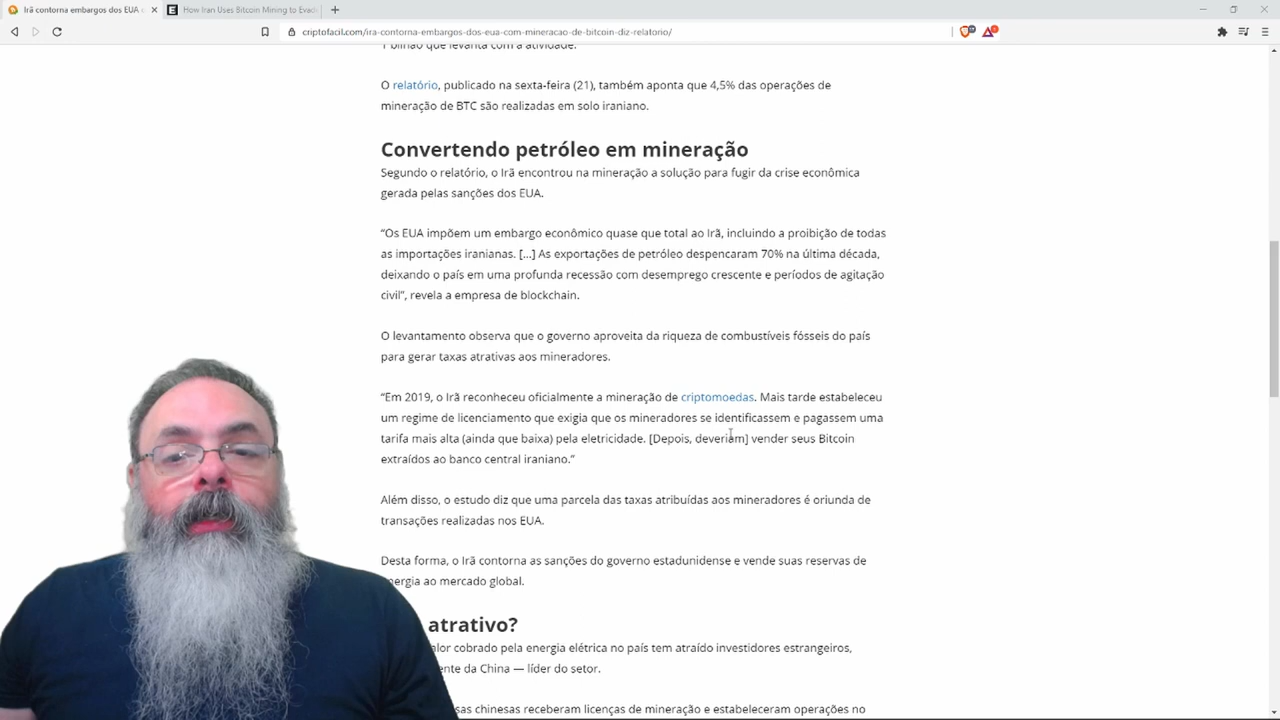 Irã contorna embargos dos EUA
How Iran Uses Bitcoin Mining to Evad
criptofacil.com/ira-contorna-embargos-dos-eua-com-mineracao-de-bitcoin-diz-relatorio/
1 bilhão que levanta com a atividade.
O relatório, publicado na sexta-feira (21), também aponta que 4,5% das operações de
mineração de BTC são realizadas em solo iraniano.
Convertendo petróleo em mineração
Segundo o relatório, o Irã encontrou na mineração a solução para fugir da crise econômica
gerada pelas sanções dos EUA.
“Os EUA impõem um embargo econômico quase que total ao Irã, incluindo a proibição de todas
as importações iranianas. [...] As exportações de petróleo despencaram 70% na última década,
deixando o país em uma profunda recessão com desemprego crescente e períodos de agitação
civil”, revela a empresa de blockchain.
O levantamento observa que o governo aproveita da riqueza de combustíveis fósseis do país
para gerar taxas atrativas aos mineradores.
“Em 2019, o Irã reconheceu oficialmente a mineração de criptomoedas. Mais tarde estabeleceu
um regime de licenciamento que exigia que os mineradores se identificassem e pagassem uma
tarifa mais alta (ainda que baixa) pela eletricidade. [Depois, deveriam] vender seus Bitcoin
extraídos ao banco central iraniano.”
Além disso, o estudo diz que uma parcela das taxas atribuídas aos mineradores é oriunda de
transações realizadas nos EUA.
Desta forma, o Irã contorna as sanções do governo estadunidense e vende suas reservas de
energia ao mercado global.
atrativo?
alor cobrado pela energia elétrica no país tem atraído investidores estrangeiros,
ente da China — líder do setor.
sas chinesas receberam licenças de mineração e estabeleceram operações no